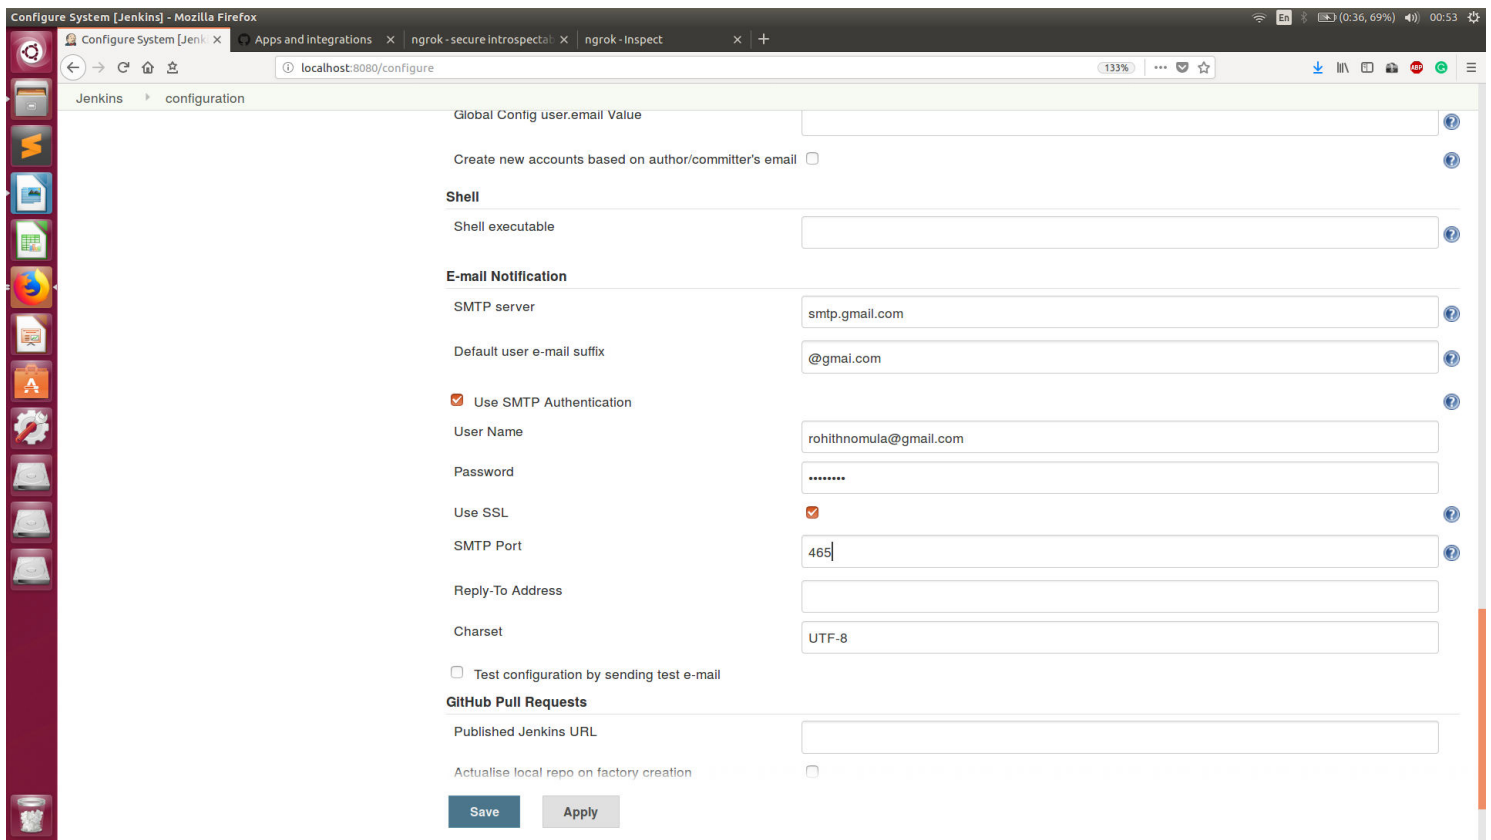 Configure System [Jenkins] - Mozilla Firefox
En (0:36, 69%) 00:53
Configure System [Jenk × Apps and integrations × ngrok - secure introspectab × ngrok - Inspect × +
localhost:8080/configure 133% ABP G
Jenkins configuration
Global Config user.email Value
Create new accounts based on author/committer's email
Shell
Shell executable
E-mail Notification
SMTP server smtp.gmail.com
Default user e-mail suffix @gmai.com
Use SMTP Authentication
User Name rohithnomula@gmail.com
Password ••••••••
Use SSL
SMTP Port 465
Reply-To Address
Charset UTF-8
Test configuration by sending test e-mail
GitHub Pull Requests
Published Jenkins URL
Actualise local repo on factory creation
Save Apply